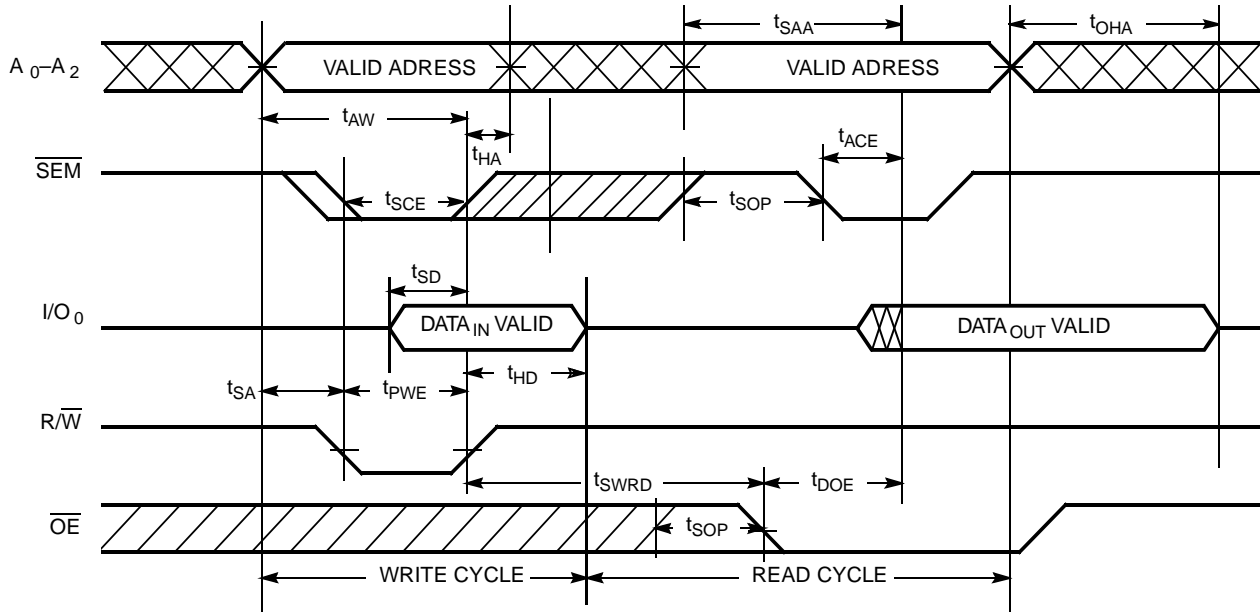 tSAA
tOHA
A0–A2
VALID ADRESS
VALID ADRESS
tAW
tHA
tACE
SEM
tSCE
tSOP
tSD
I/O0
DATAIN VALID
DATAOUT VALID
tSA
tPWE
tHD
R/W
tSWRD
tDOE
OE
tSOP
WRITE CYCLE
READ CYCLE